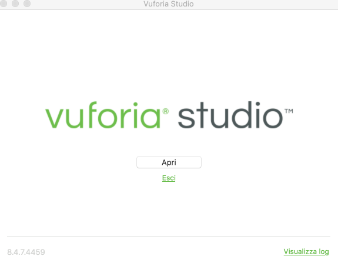 Vuforia Studio
vuforia® studio™
Apri
Esci
8.4.7.4459 Visualizza log